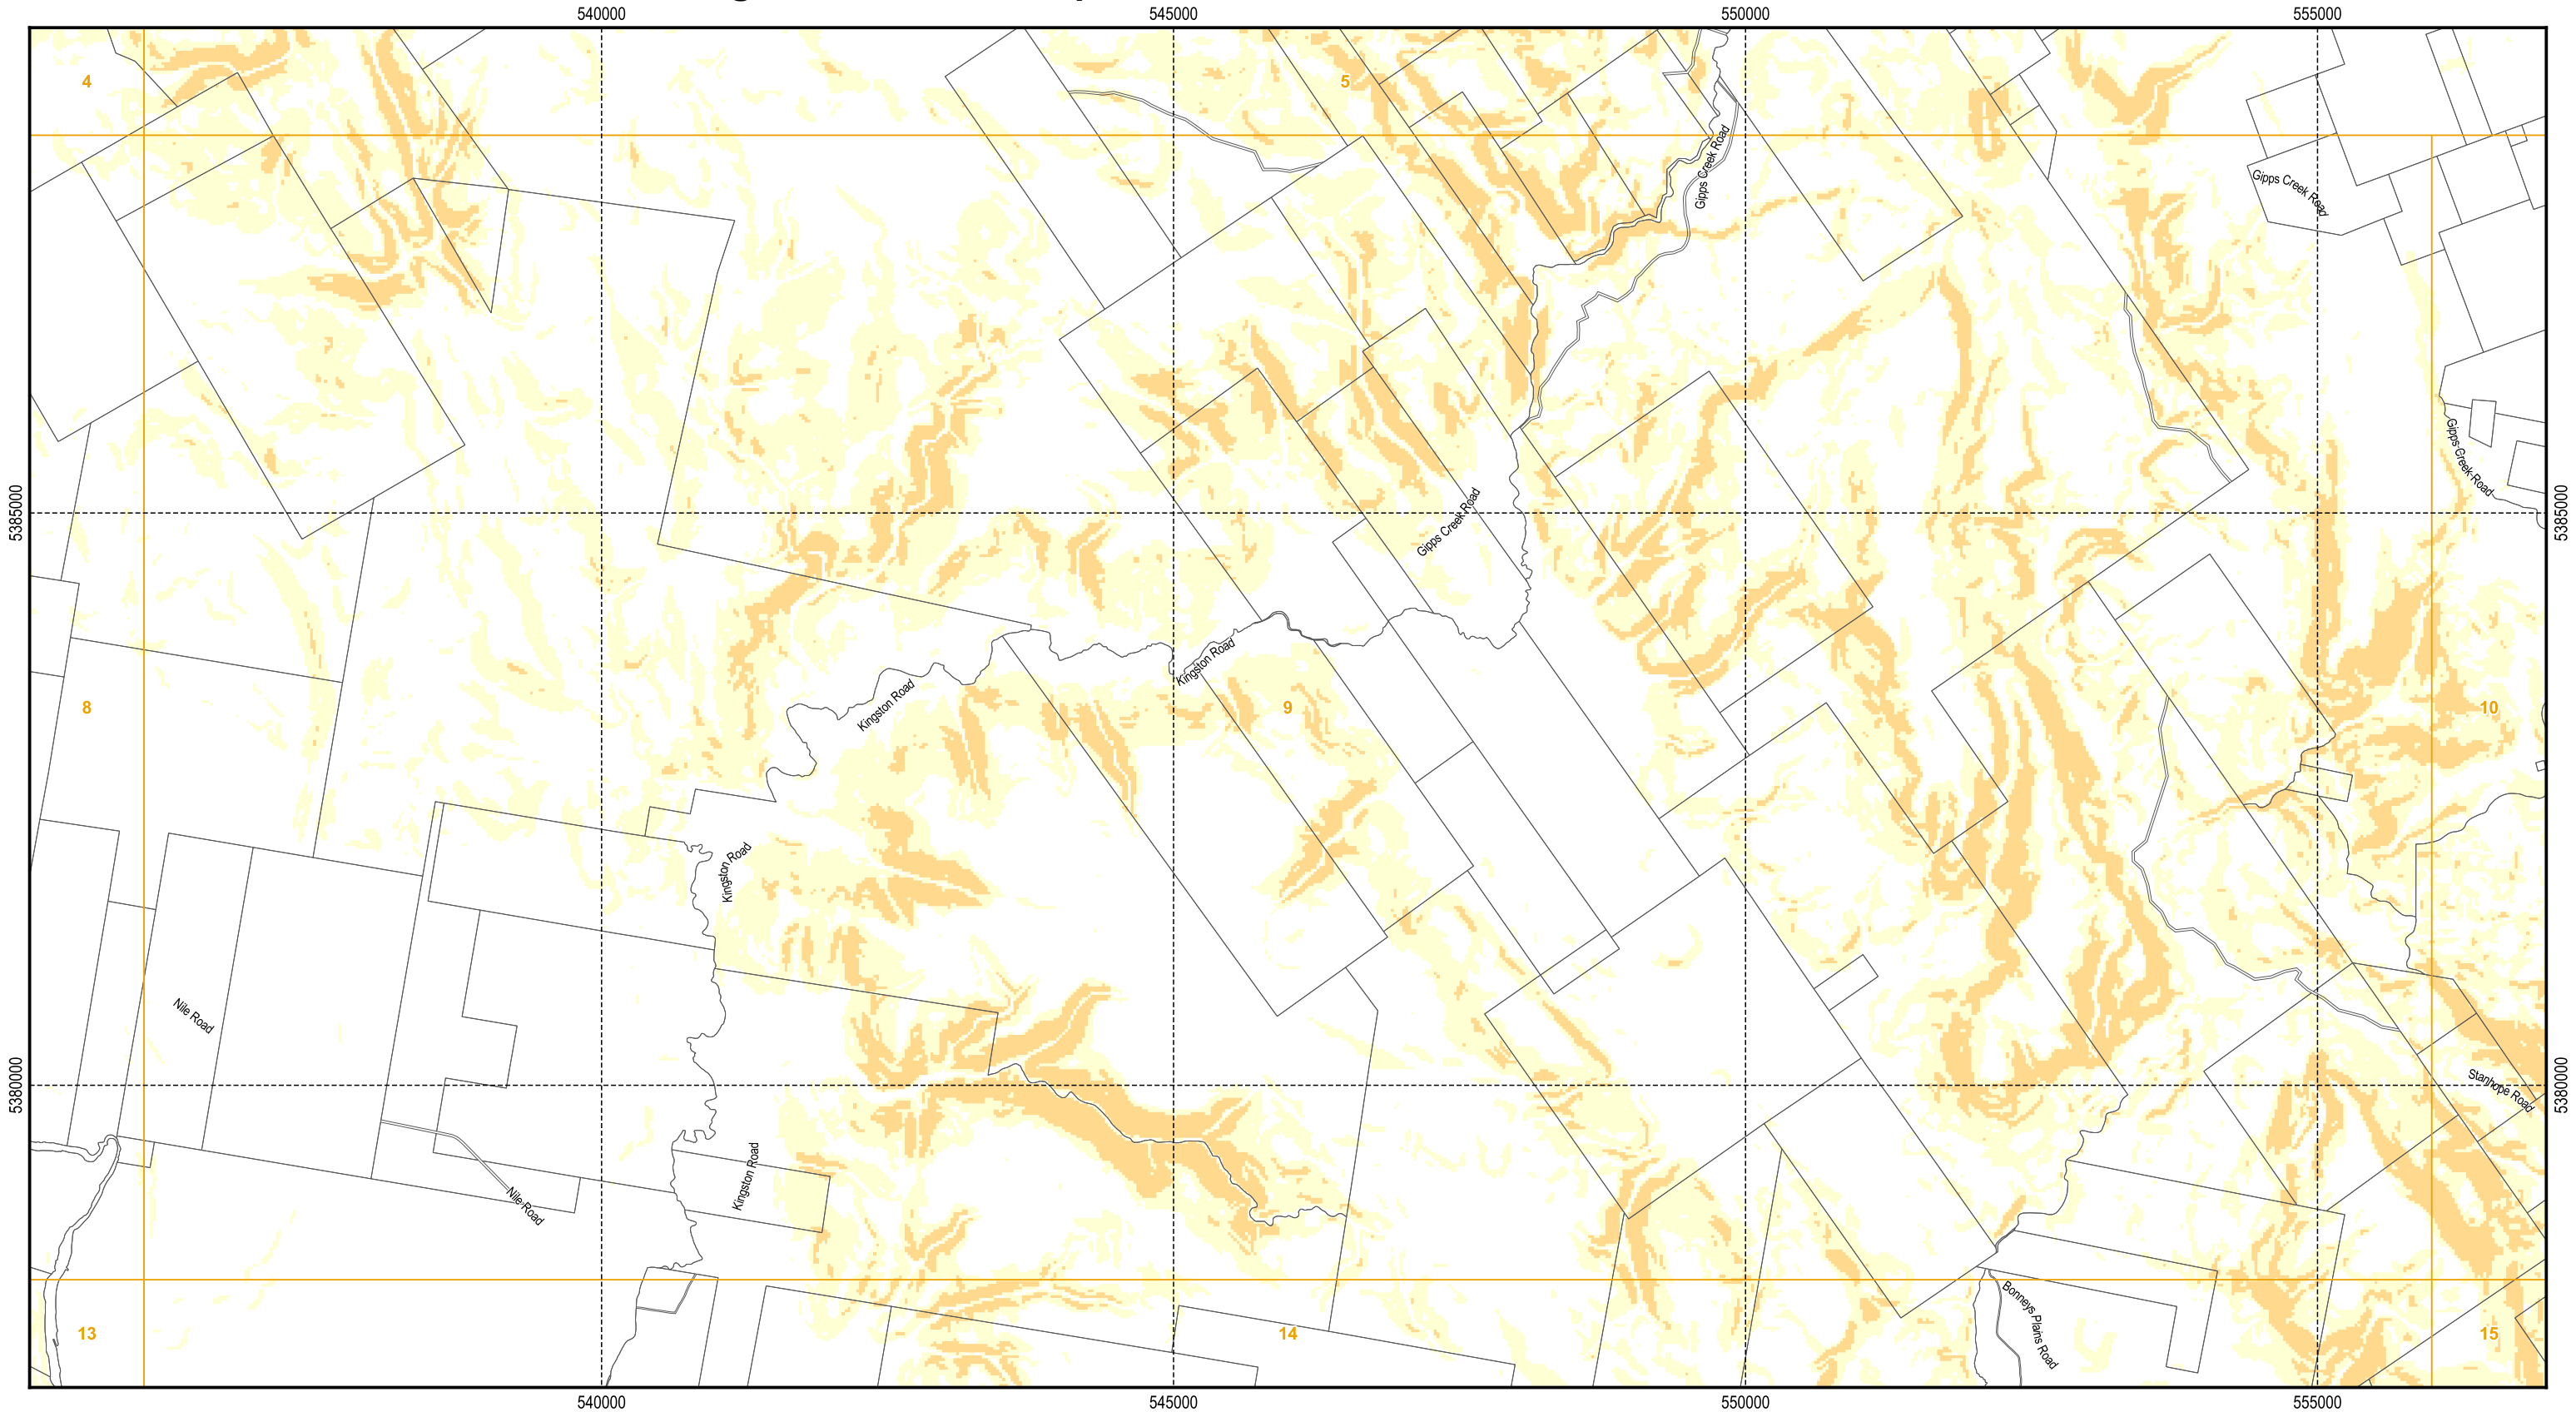 540000
545000
550000
555000
4
5
Gipps Creek Road
Gipps Creek Road
Gipps Creek Road
5385000
Gipps Creek Road
5385000
Kingston Road
Kingston Road
8
9
10
Kingston Road
Nile Road
5380000
Stanhope Road
5380000
Kingston Road
Nile Road
Bonneys Plains Road
13
14
15
540000
545000
550000
555000